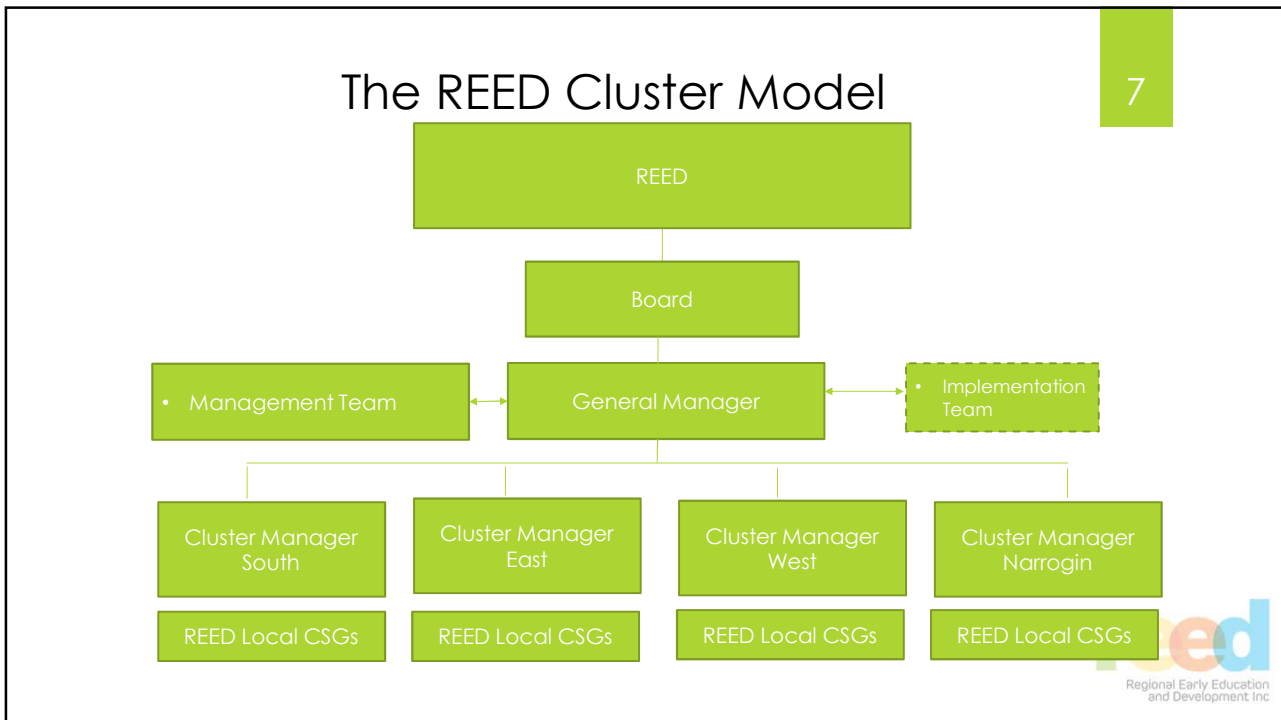 The REED Cluster Model
7
REED
Board
• Management Team
General Manager
• Implementation
Team
Cluster Manager
South
Cluster Manager
East
Cluster Manager
West
Cluster Manager
Narrogin
REED Local CSGs
REED Local CSGs
REED Local CSGs
REED Local CSGs
reed
Regional Early Education
and Development Inc